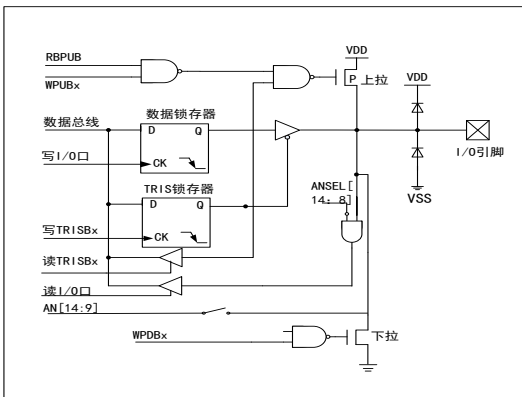 RBPUB
WPUBx
VDD
P
上拉
VDD
数据总线
数据锁存器
D
Q
写I/O口
CK
I/O引脚
TRIS锁存器
D
Q
ANSEL[
14: 8]
VSS
写TRISBx
CK
读TRISBx
读I/O口
AN[14:9]
WPDBx
下拉